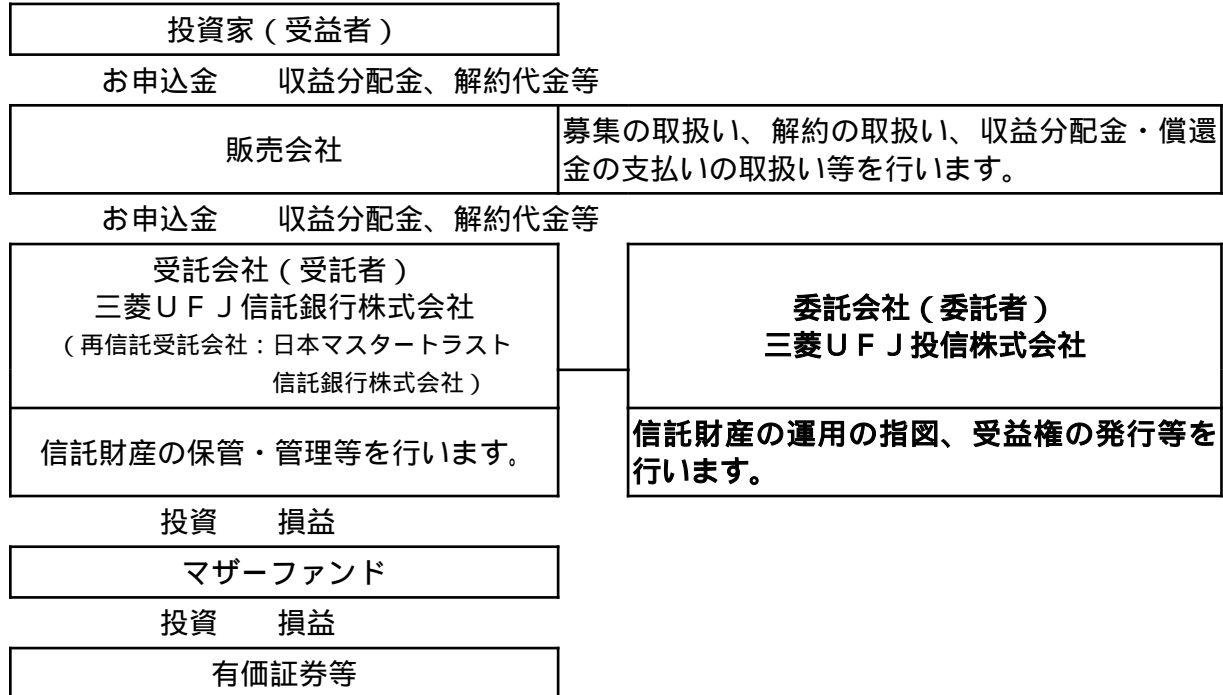 投資家（受益者）
お申込金　　収益分配金、解約代金等
販売会社
募集の取扱い、解約の取扱い、収益分配金・償還
金の支払いの取扱い等を行います。
お申込金　　収益分配金、解約代金等
受託会社（受託者）
三菱ＵＦＪ信託銀行株式会社
（再信託受託会社：日本マスタートラスト
信託銀行株式会社）
委託会社（委託者）
三菱ＵＦＪ投信株式会社
信託財産の保管・管理等を行います。
信託財産の運用の指図、受益権の発行等を
行います。
投資　　損益
マザーファンド
投資　　損益
有価証券等